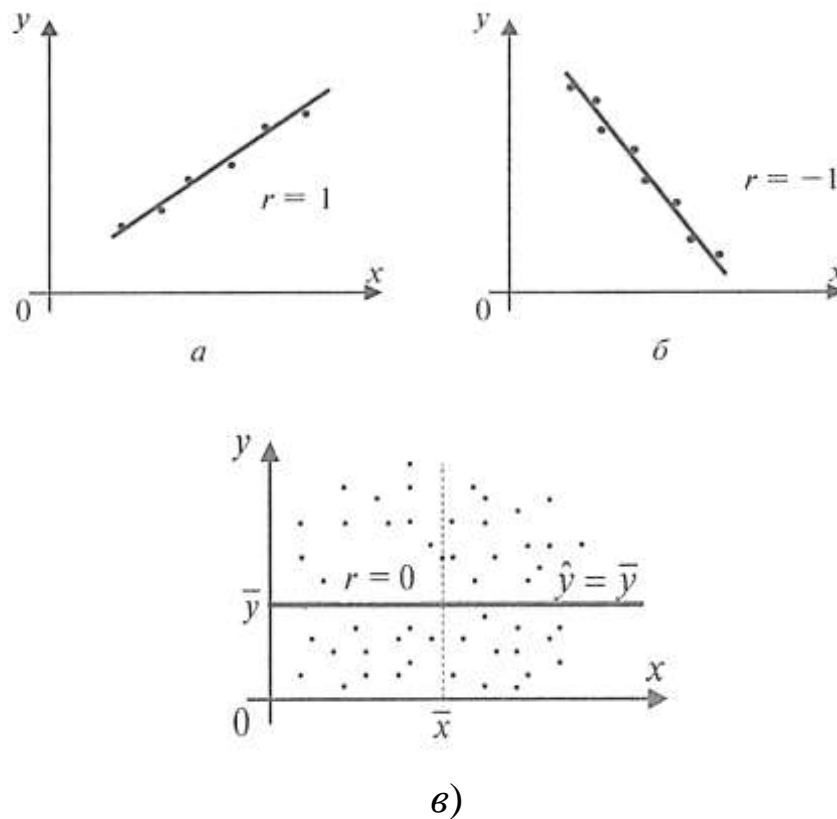 y
y
r = 1
r = −1
0
x
0
x
а
б
y
r = 0
ŷ = y̅
y̅
x
0
x̅
в)